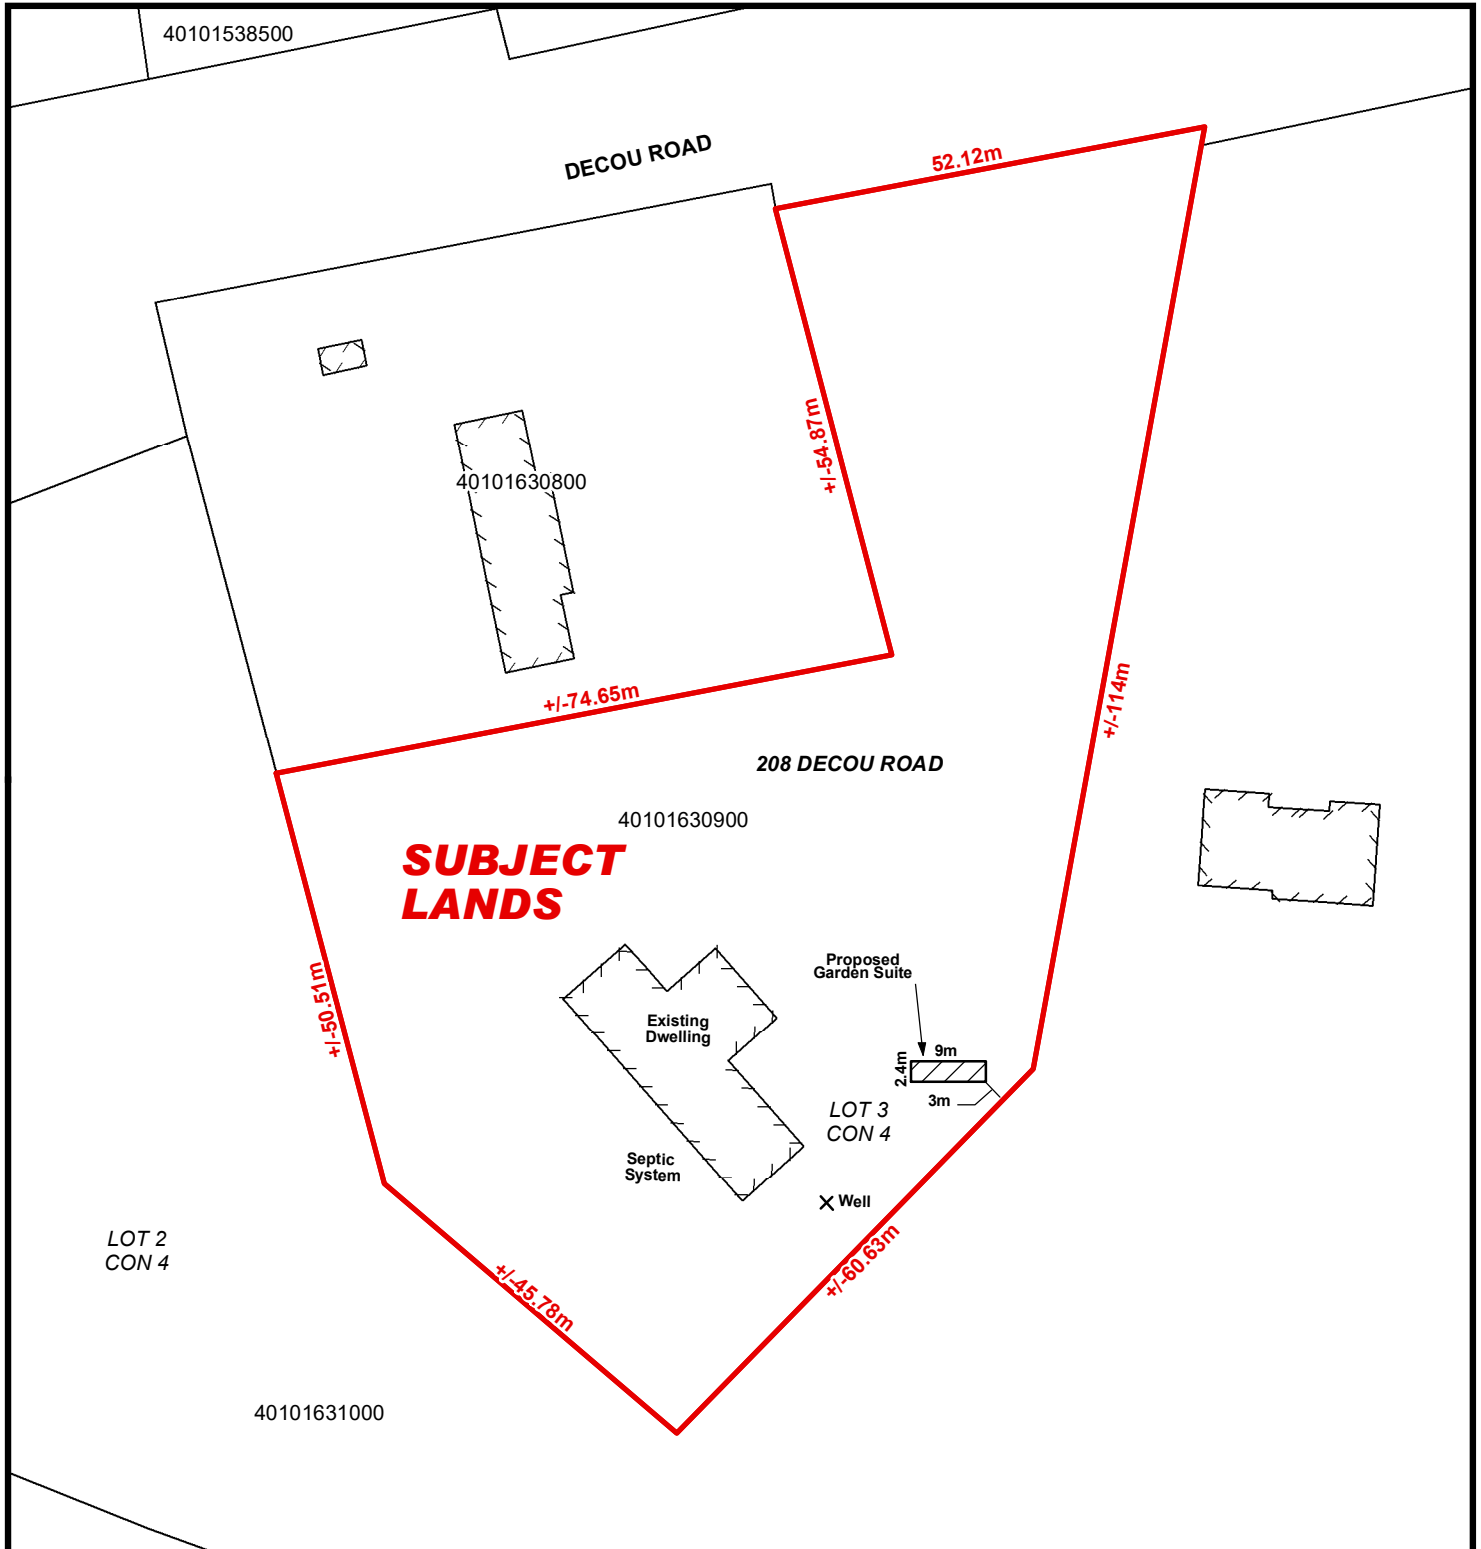 40101538500
DECOU ROAD
52.12m
+/-54.87m
40101630800
+/-74.65m
+/-114m
208 DECOU ROAD
40101630900
SUBJECT
LANDS
+/-50.51m
Proposed
Garden Suite
Existing
Dwelling
9m
2.4m
3m
LOT 3
CON 4
Septic
System
Well
LOT 2
CON 4
+/-60.63m
+/-45.78m
40101631000